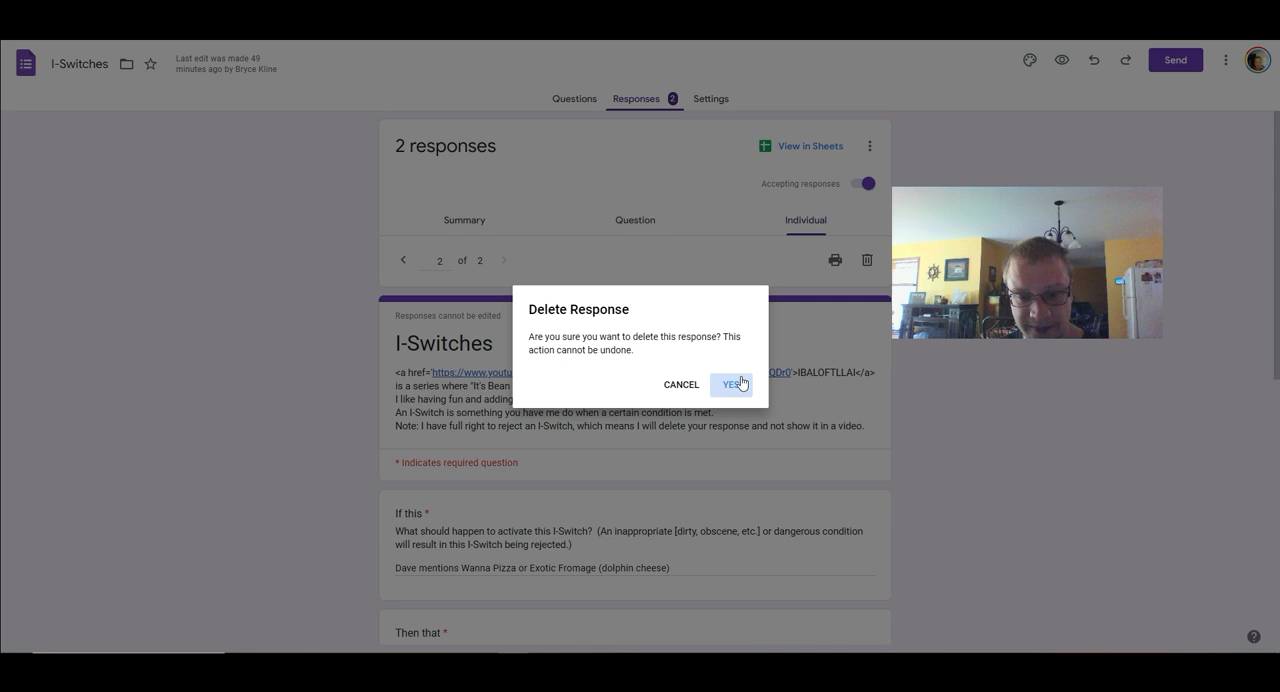 I-Switches
Last edit was made 49
minutes ago by Bryce Kline
Send
Questions
Responses 2
Settings
2 responses
View in Sheets
Accepting responses
Summary
Question
Individual
2 of 2
Delete Response
Are you sure you want to delete this response? This
action cannot be undone.
CANCEL
YES
Responses cannot be edited
I-Switches
<a href='https://www.youtu
QDr0'>IBALOFTLLAI</a>
is a series where "It's Bean
I like having fun and adding
An I-Switch is something you have me do when a certain condition is met.
Note: I have full right to reject an I-Switch, which means I will delete your response and not show it in a video.
* Indicates required question
If this *
What should happen to activate this I-Switch? (An inappropriate [dirty, obscene, etc.] or dangerous condition
will result in this I-Switch being rejected.)
Dave mentions Wanna Pizza or Exotic Fromage (dolphin cheese)
Then that *